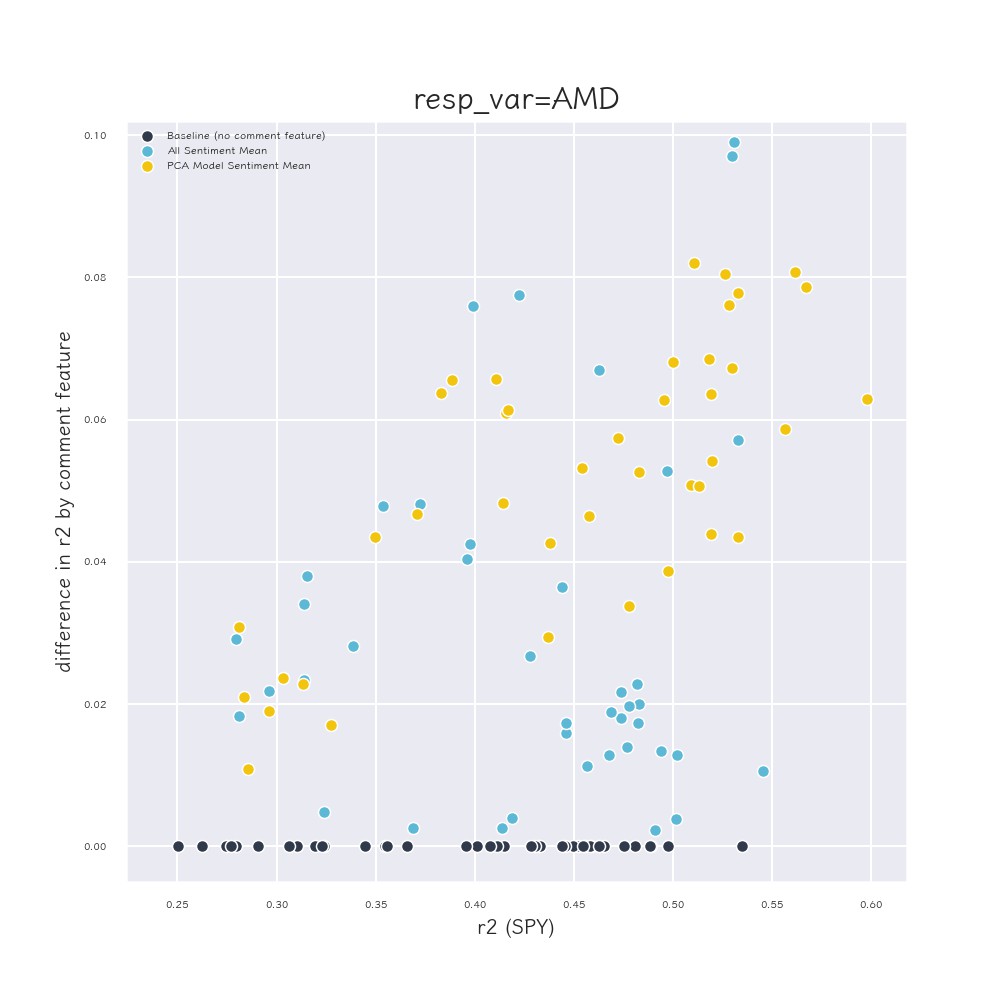 resp_var=AMD
Baseline (no comment feature)
All Sentiment Mean
PCA Model Sentiment Mean
difference in r2 by comment feature
0.10
0.08
0.06
0.04
0.02
0.00
0.25 0.30 0.35 0.40 0.45 0.50 0.55 0.60
r2 (SPY)